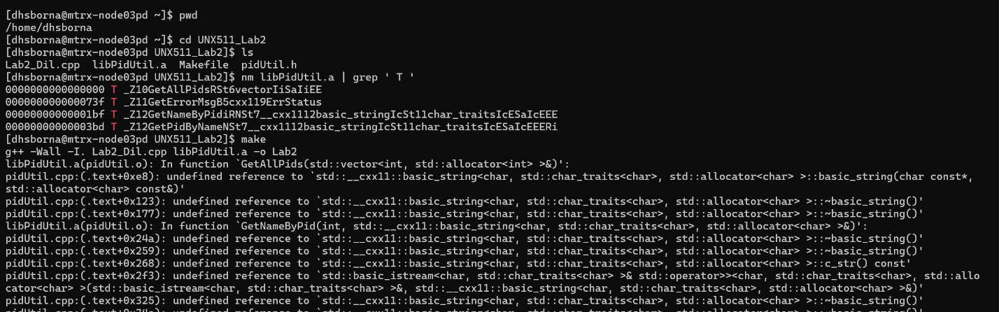 [dhsborna@mtrx-node03pd ~]$ pwd
/home/dhsborna
[dhsborna@mtrx-node03pd ~]$ cd UNX511_Lab2
[dhsborna@mtrx-node03pd UNX511_Lab2]$ ls
Lab2_Dil.cpp  libPidUtil.a  Makefile  pidUtil.h
[dhsborna@mtrx-node03pd UNX511_Lab2]$ nm libPidUtil.a | grep ' T '
0000000000000000 T _Z10GetAllPidsRSt6vectorIiSaIiEE
000000000000073f T _Z11GetErrorMsgB5cxx119ErrStatus
00000000000001bf T _Z12GetNameByPidiRNSt7__cxx1112basic_stringIcSt11char_traitsIcESaIcEEE
00000000000003bd T _Z12GetPidByNameNSt7__cxx1112basic_stringIcSt11char_traitsIcESaIcEEERi
[dhsborna@mtrx-node03pd UNX511_Lab2]$ make
g++ -Wall -I. Lab2_Dil.cpp libPidUtil.a -o Lab2
libPidUtil.a(pidUtil.o): In function `GetAllPids(std::vector<int, std::allocator<int> >&)':
pidUtil.cpp:(.text+0xe8): undefined reference to `std::__cxx11::basic_string<char, std::char_traits<char>, std::allocator<char> >::basic_string(char const*,
std::allocator<char> const&)'
pidUtil.cpp:(.text+0x123): undefined reference to `std::__cxx11::basic_string<char, std::char_traits<char>, std::allocator<char> >::~basic_string()'
pidUtil.cpp:(.text+0x177): undefined reference to `std::__cxx11::basic_string<char, std::char_traits<char>, std::allocator<char> >::~basic_string()'
libPidUtil.a(pidUtil.o): In function `GetNameByPid(int, std::__cxx11::basic_string<char, std::char_traits<char>, std::allocator<char> >&)':
pidUtil.cpp:(.text+0x24a): undefined reference to `std::__cxx11::basic_string<char, std::char_traits<char>, std::allocator<char> >::~basic_string()'
pidUtil.cpp:(.text+0x259): undefined reference to `std::__cxx11::basic_string<char, std::char_traits<char>, std::allocator<char> >::~basic_string()'
pidUtil.cpp:(.text+0x268): undefined reference to `std::__cxx11::basic_string<char, std::char_traits<char>, std::allocator<char> >::c_str() const'
pidUtil.cpp:(.text+0x2f3): undefined reference to `std::basic_istream<char, std::char_traits<char> >& std::operator>><char, std::char_traits<char>, std::allo
cator<char> >(std::basic_istream<char, std::char_traits<char> >&, std::__cxx11::basic_string<char, std::char_traits<char>, std::allocator<char> >&)'
pidUtil.cpp:(.text+0x325): undefined reference to `std::__cxx11::basic_string<char, std::char_traits<char>, std::allocator<char> >::~basic_string()'